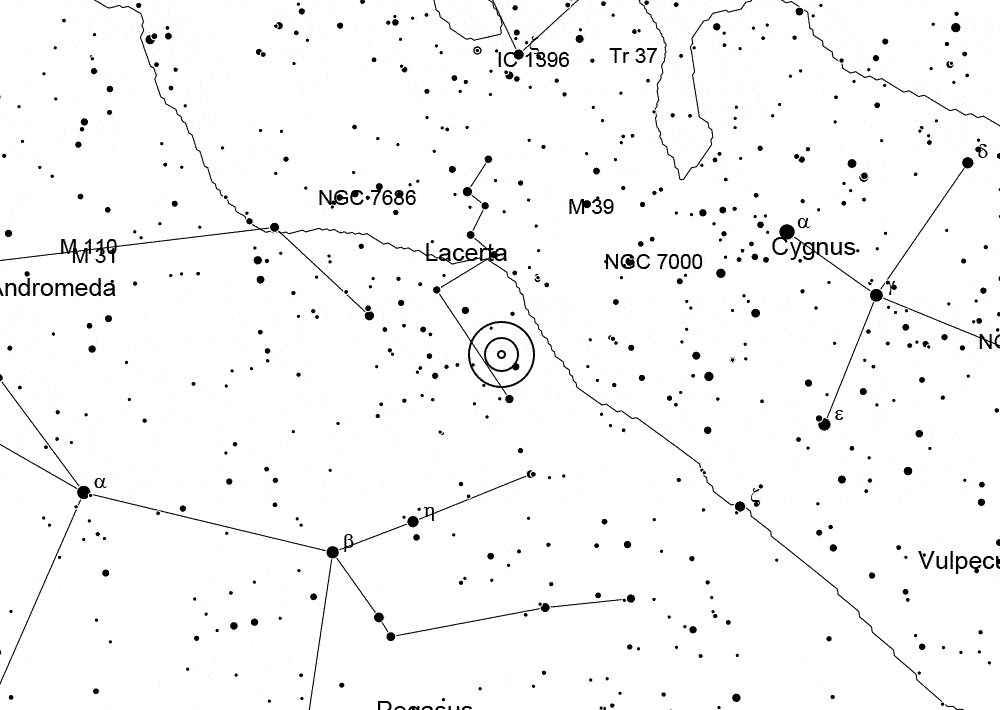 ζ
IC 1396
Tr 37
δ
NGC 7686
M 39
α
M 110
M 31
Lacerta
NGC 7000
Cygnus
γ
Andromeda
NG
ε
α
η
ζ
β
Vulpecu
Pegasus